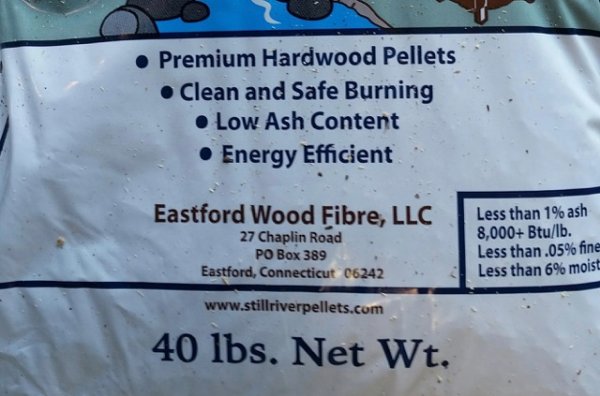 • Premium Hardwood Pellets
• Clean and Safe Burning
• Low Ash Content
• Energy Efficient
Eastford Wood Fibre, LLC
27 Chaplin Road
PO Box 389
Eastford, Connecticut 06242
Less than 1% ash
8,000+ Btu/lb.
Less than .05% fine
Less than 6% moist
www.stillriverpellets.com
40 lbs. Net Wt.